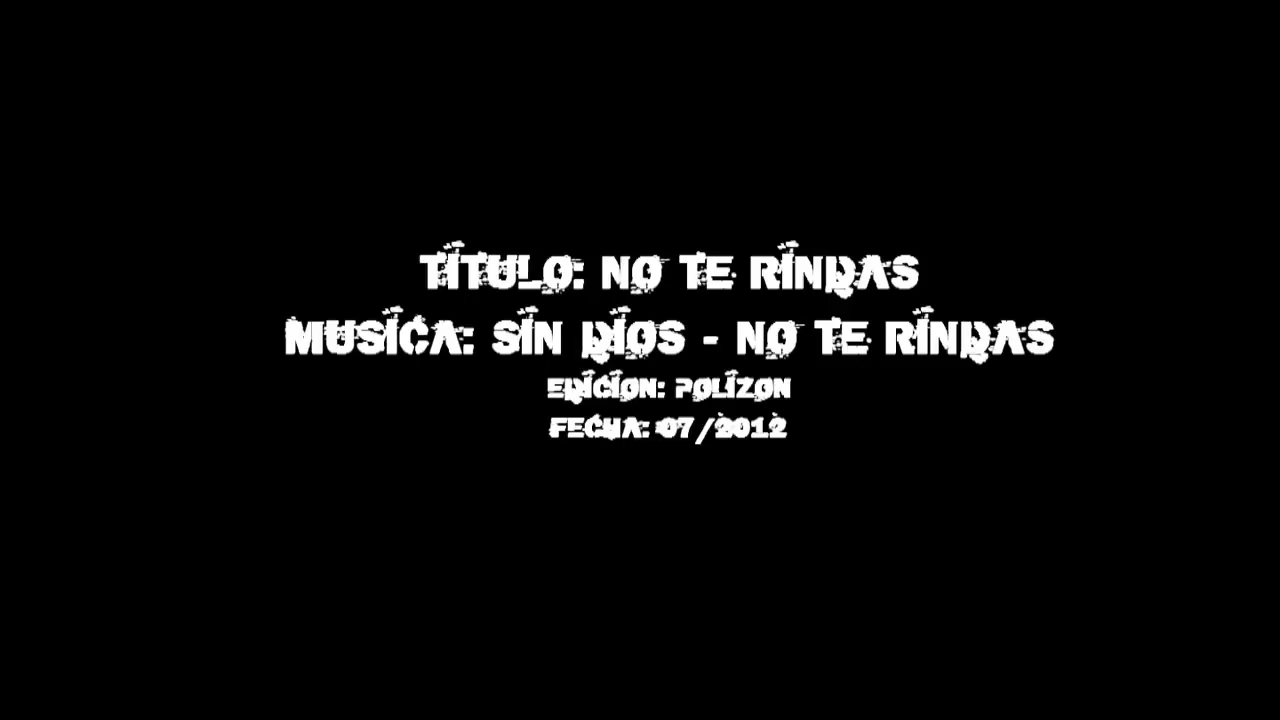 TITULO: NO TE RINDAS
MUSICA: SIN DIOS - NO TE RINDAS
EDICION: POLIZON
FECHA: 07/2012